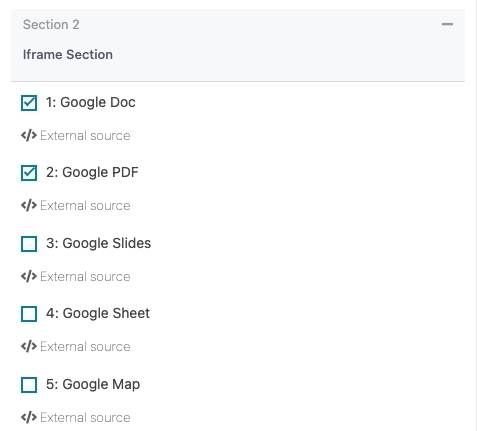 Section 2
Iframe Section
1: Google Doc
</> External source
2: Google PDF
</> External source
3: Google Slides
</> External source
4: Google Sheet
</> External source
5: Google Map
</> External source